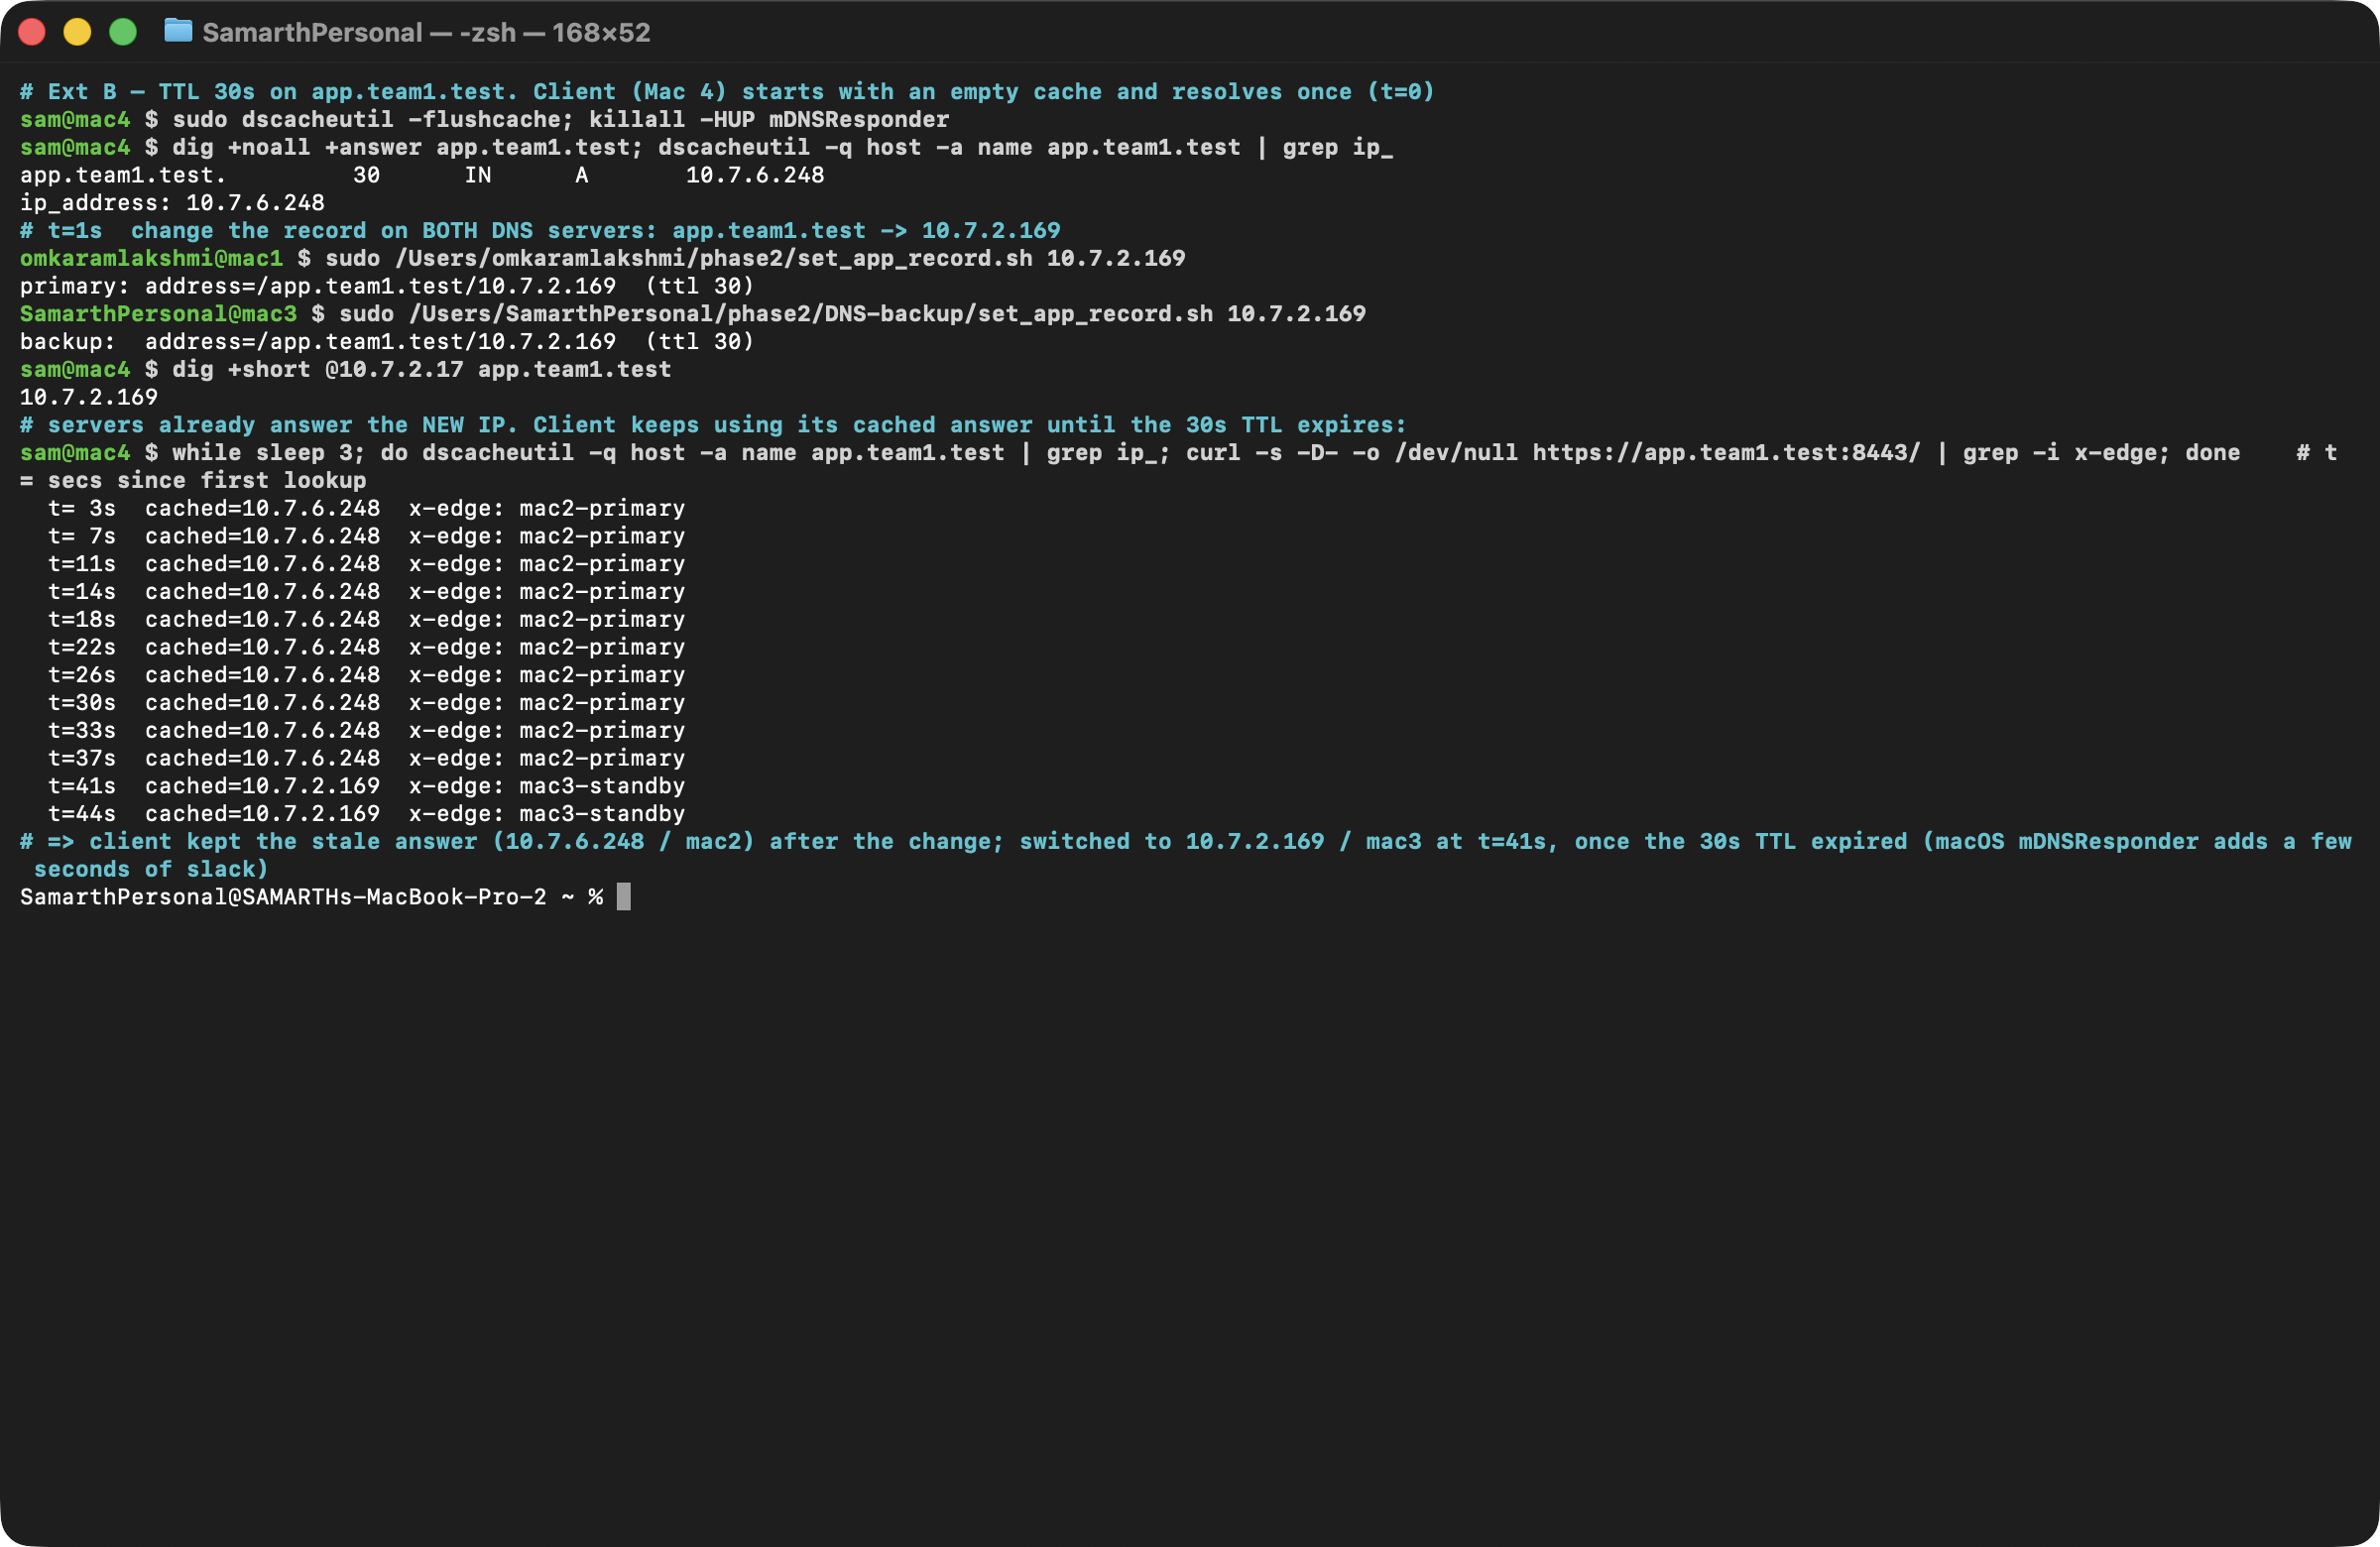 SamarthPersonal — -zsh — 168×52
# Ext B — TTL 30s on app.team1.test. Client (Mac 4) starts with an empty cache and resolves once (t=0)
sam@mac4 $ sudo dscacheutil -flushcache; killall -HUP mDNSResponder
sam@mac4 $ dig +noall +answer app.team1.test; dscacheutil -q host -a name app.team1.test | grep ip_
app.team1.test.         30      IN      A       10.7.6.248
ip_address: 10.7.6.248
# t=1s  change the record on BOTH DNS servers: app.team1.test -> 10.7.2.169
omkaramlakshmi@mac1 $ sudo /Users/omkaramlakshmi/phase2/set_app_record.sh 10.7.2.169
primary: address=/app.team1.test/10.7.2.169  (ttl 30)
SamarthPersonal@mac3 $ sudo /Users/SamarthPersonal/phase2/DNS-backup/set_app_record.sh 10.7.2.169
backup:  address=/app.team1.test/10.7.2.169  (ttl 30)
sam@mac4 $ dig +short @10.7.2.17 app.team1.test
10.7.2.169
# servers already answer the NEW IP. Client keeps using its cached answer until the 30s TTL expires:
sam@mac4 $ while sleep 3; do dscacheutil -q host -a name app.team1.test | grep ip_; curl -s -D- -o /dev/null https://app.team1.test:8443/ | grep -i x-edge; done    # t
= secs since first lookup
  t= 3s  cached=10.7.6.248  x-edge: mac2-primary
  t= 7s  cached=10.7.6.248  x-edge: mac2-primary
  t=11s  cached=10.7.6.248  x-edge: mac2-primary
  t=14s  cached=10.7.6.248  x-edge: mac2-primary
  t=18s  cached=10.7.6.248  x-edge: mac2-primary
  t=22s  cached=10.7.6.248  x-edge: mac2-primary
  t=26s  cached=10.7.6.248  x-edge: mac2-primary
  t=30s  cached=10.7.6.248  x-edge: mac2-primary
  t=33s  cached=10.7.6.248  x-edge: mac2-primary
  t=37s  cached=10.7.6.248  x-edge: mac2-primary
  t=41s  cached=10.7.2.169  x-edge: mac3-standby
  t=44s  cached=10.7.2.169  x-edge: mac3-standby
# => client kept the stale answer (10.7.6.248 / mac2) after the change; switched to 10.7.2.169 / mac3 at t=41s, once the 30s TTL expired (macOS mDNSResponder adds a few
 seconds of slack)
SamarthPersonal@SAMARTHs-MacBook-Pro-2 ~ %